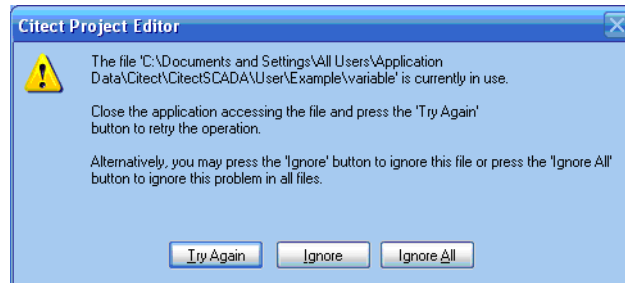 Citect Project Editor
The file 'C:\Documents and Settings\All Users\Application
Data\Citect\CitectSCADA\User\Example\variable' is currently in use.
Close the application accessing the file and press the 'Try Again'
button to retry the operation.
Alternatively, you may press the 'Ignore' button to ignore this file or press the 'Ignore All'
button to ignore this problem in all files.
Try Again Ignore Ignore All